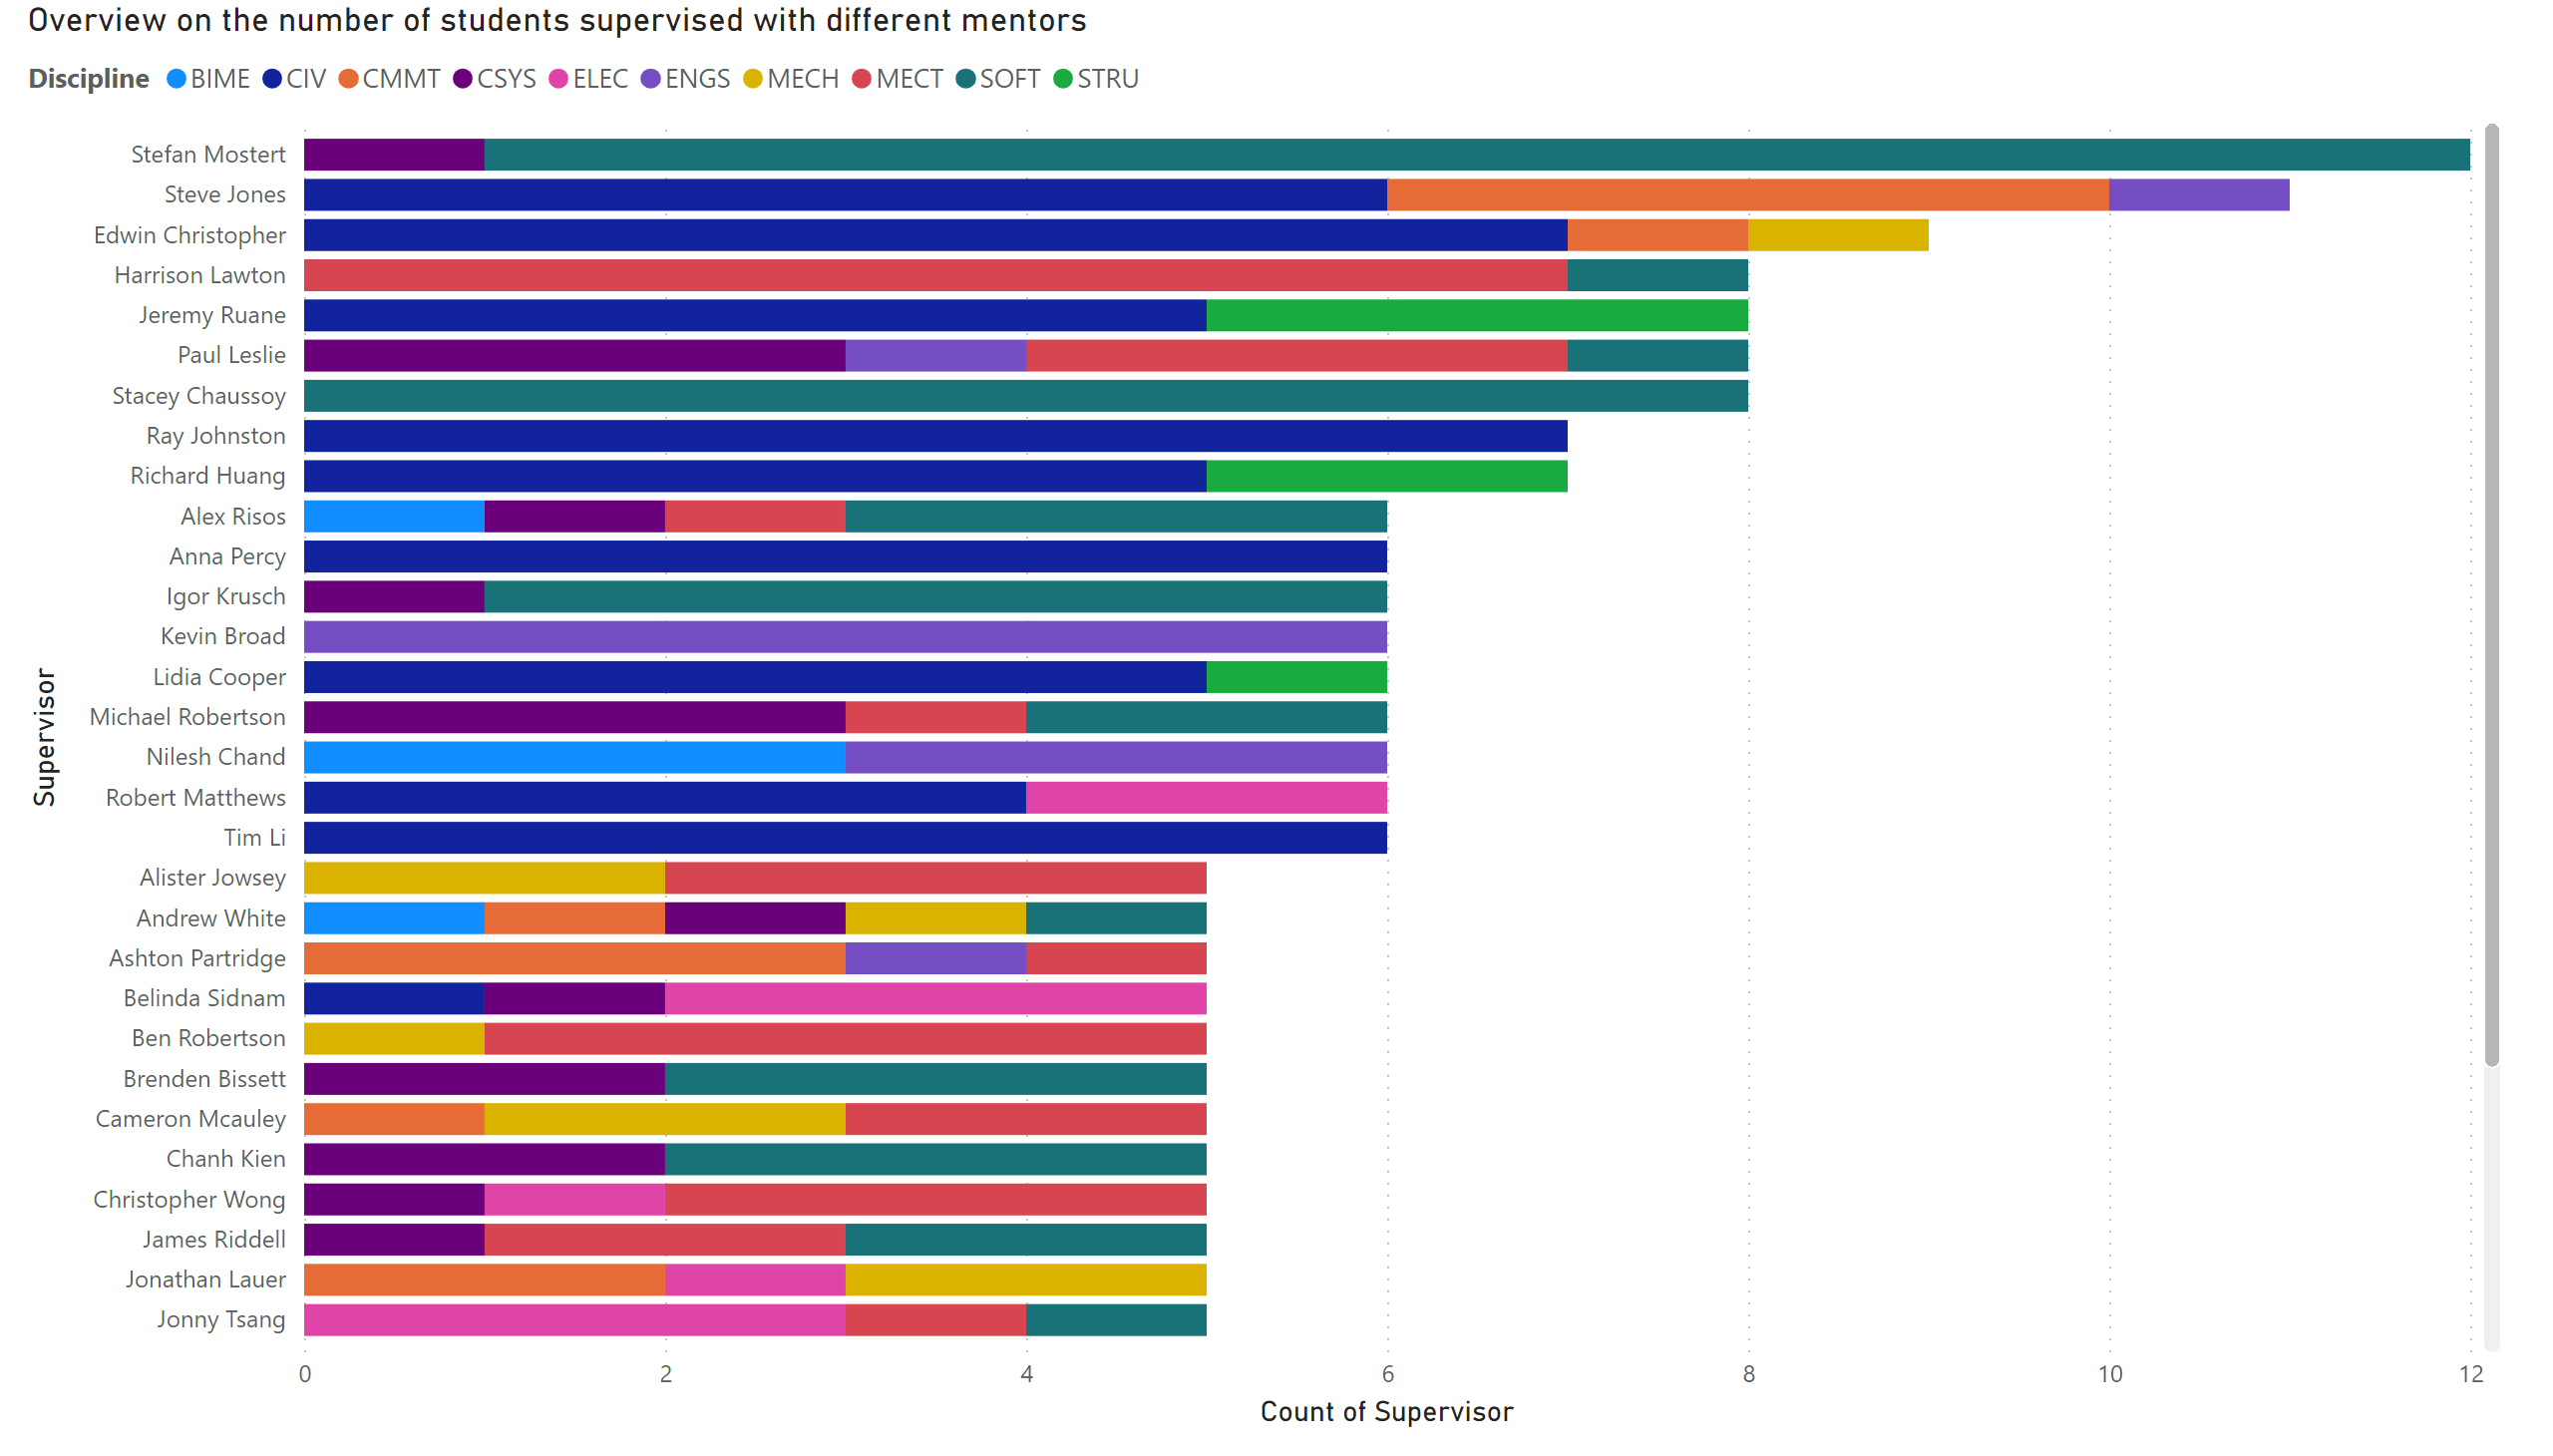 Overview on the number of students supervised with different mentors
Discipline BIME CIV CMMT CSYS ELEC ENGS MECH MECT SOFT STRU
Supervisor
Stefan Mostert
Steve Jones
Edwin Christopher
Harrison Lawton
Jeremy Ruane
Paul Leslie
Stacey Chaussoy
Ray Johnston
Richard Huang
Alex Risos
Anna Percy
Igor Krusch
Kevin Broad
Lidia Cooper
Michael Robertson
Nilesh Chand
Robert Matthews
Tim Li
Alister Jowsey
Andrew White
Ashton Partridge
Belinda Sidnam
Ben Robertson
Brenden Bissett
Cameron Mcauley
Chanh Kien
Christopher Wong
James Riddell
Jonathan Lauer
Jonny Tsang
0 2 4 6 8 10 12
Count of Supervisor